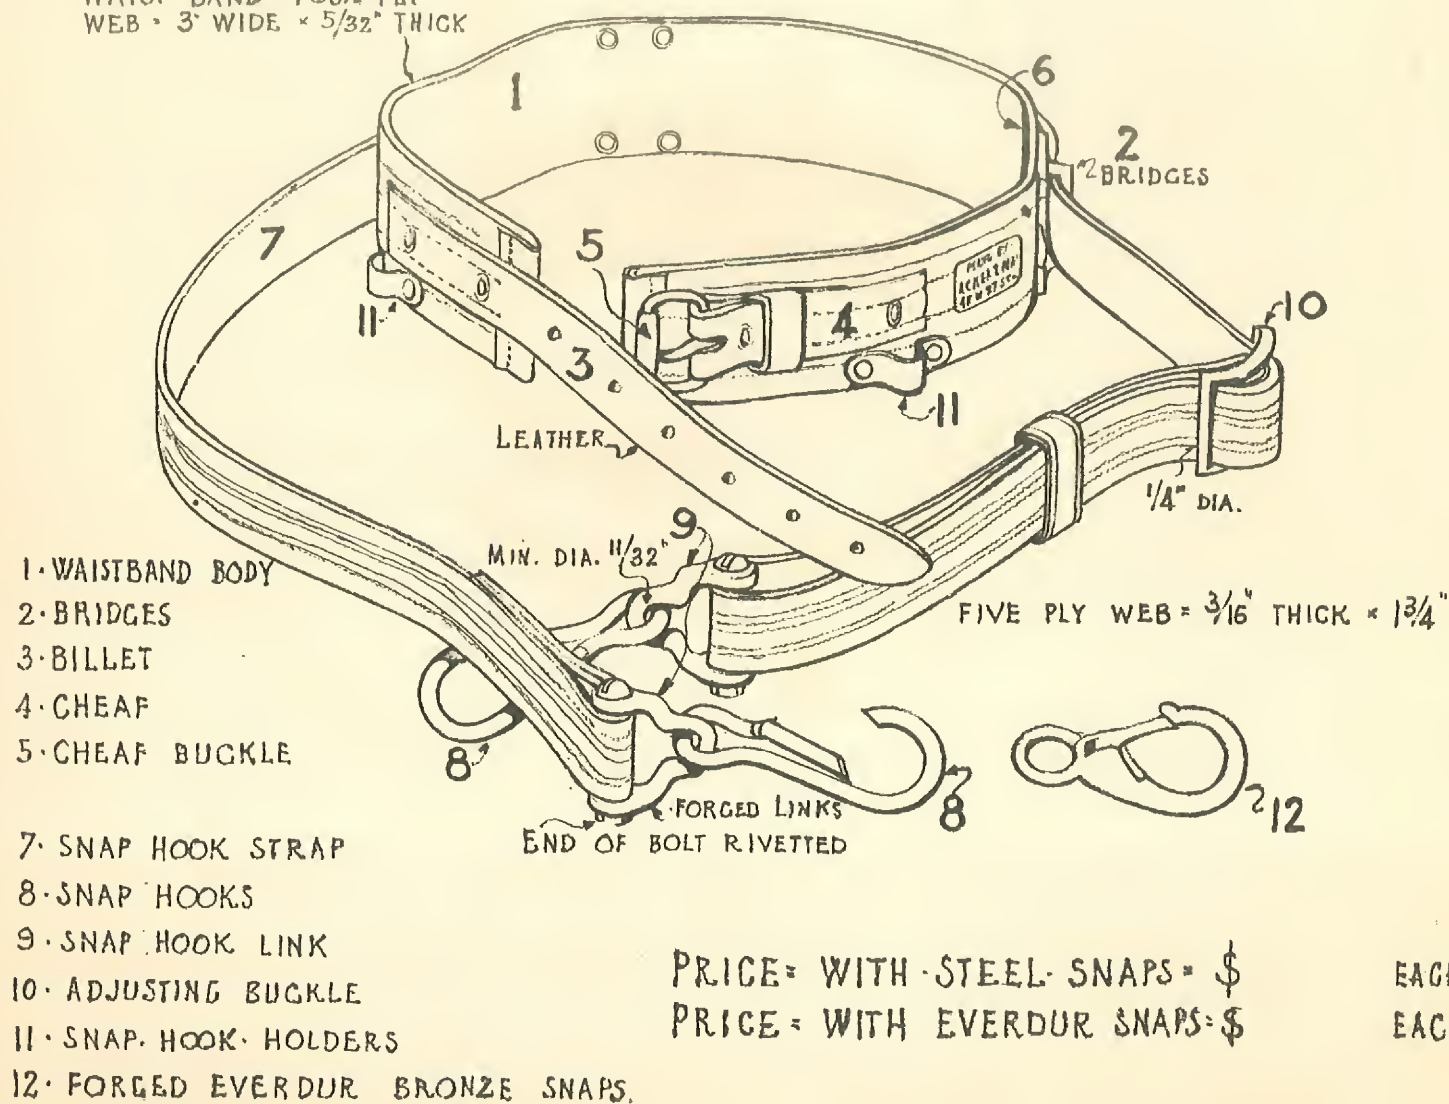 WEB = 3" WIDE × 5/32" THICK
1
6
2
BRIDGES
7
5
4
10
11
3
11
LEATHER
1/4" DIA.
9
MIN. DIA. 11/32"
1·WAISTBAND BODY
2·BRIDGES
3·BILLET
4·CHEAF
5·CHEAF BUCKLE
FIVE PLY WEB = 3/16" THICK × 1 3/4"
8
8
12
FORGED LINKS
END OF BOLT RIVETTED
7· SNAP HOOK STRAP
8·SNAP HOOKS
9·SNAP HOOK LINK
10· ADJUSTING BUCKLE
11· SNAP· HOOK· HOLDERS
12· FORGED EVERDUR BRONZE SNAPS.
PRICE= WITH ·STEEL· SNAPS = $ EACH
PRICE= WITH EVERDUR SNAPS=$ EAC